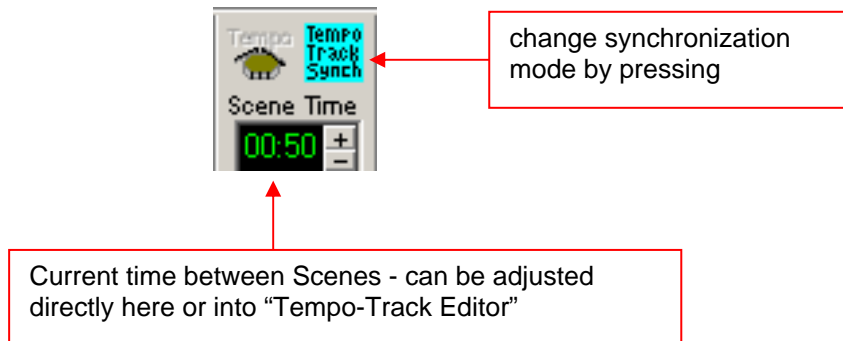 Tempo
Tempo
Track
Synch
change synchronization
mode by pressing
Scene Time
00:50 +
-
Current time between Scenes - can be adjusted
directly here or into “Tempo-Track Editor”